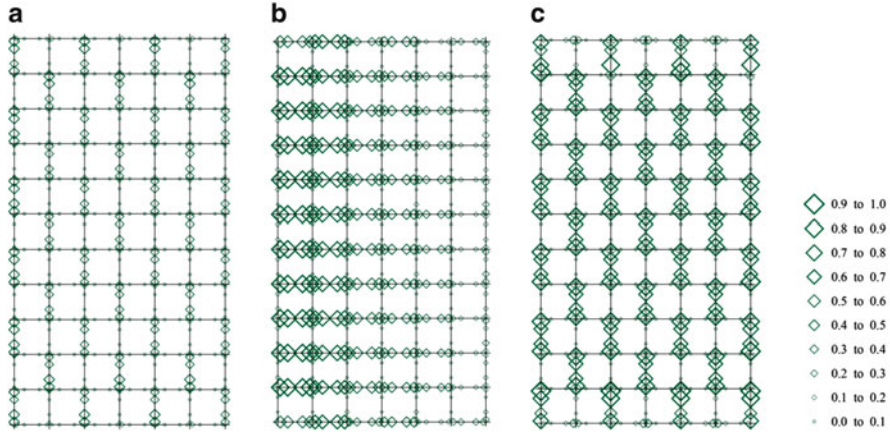 a
b
c
0.9 to 1.0
0.8 to 0.9
0.7 to 0.8
0.6 to 0.7
0.5 to 0.6
0.4 to 0.5
0.3 to 0.4
0.2 to 0.3
0.1 to 0.2
0.0 to 0.1